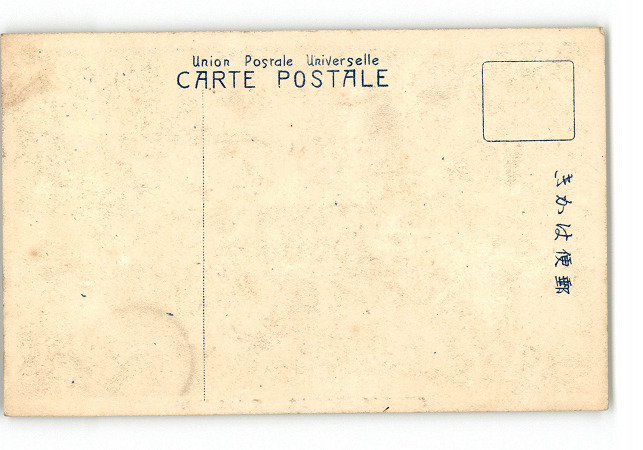 Union Postale Universelle
CARTE POSTALE
郵便はかき